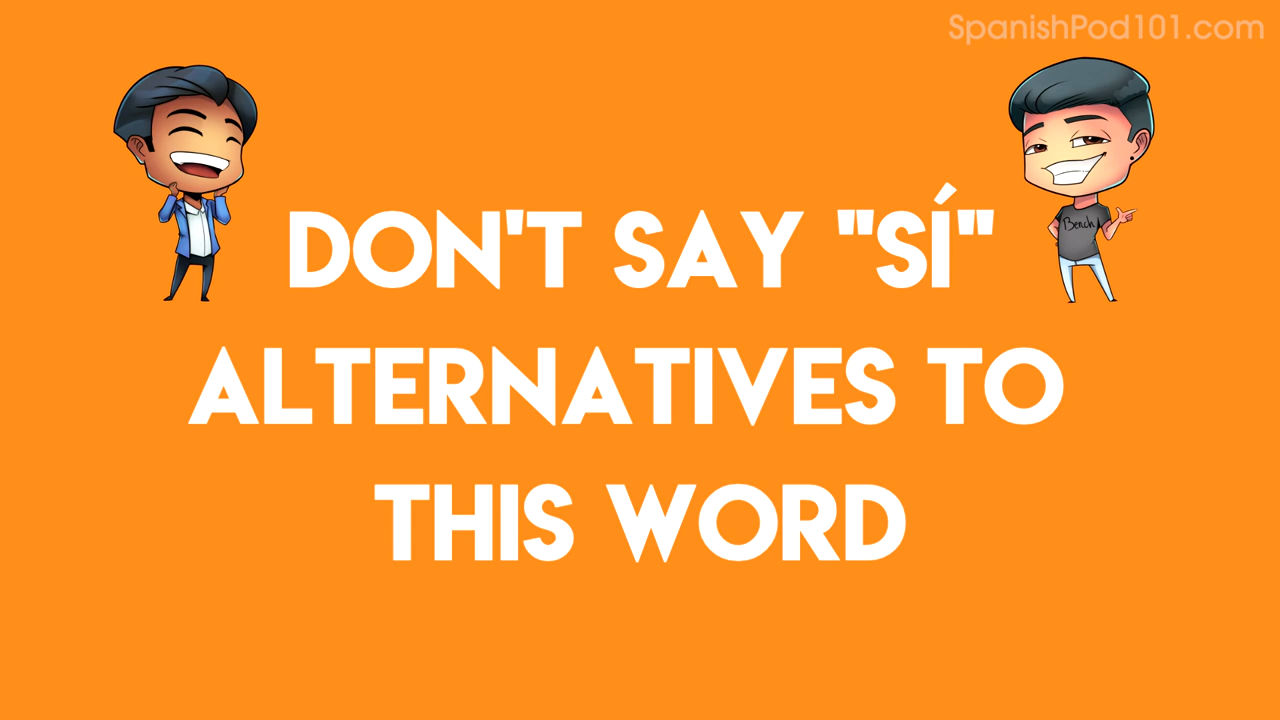 SpanishPod101.com
DON'T SAY "SÍ"
ALTERNATIVES TO
THIS WORD
Bench